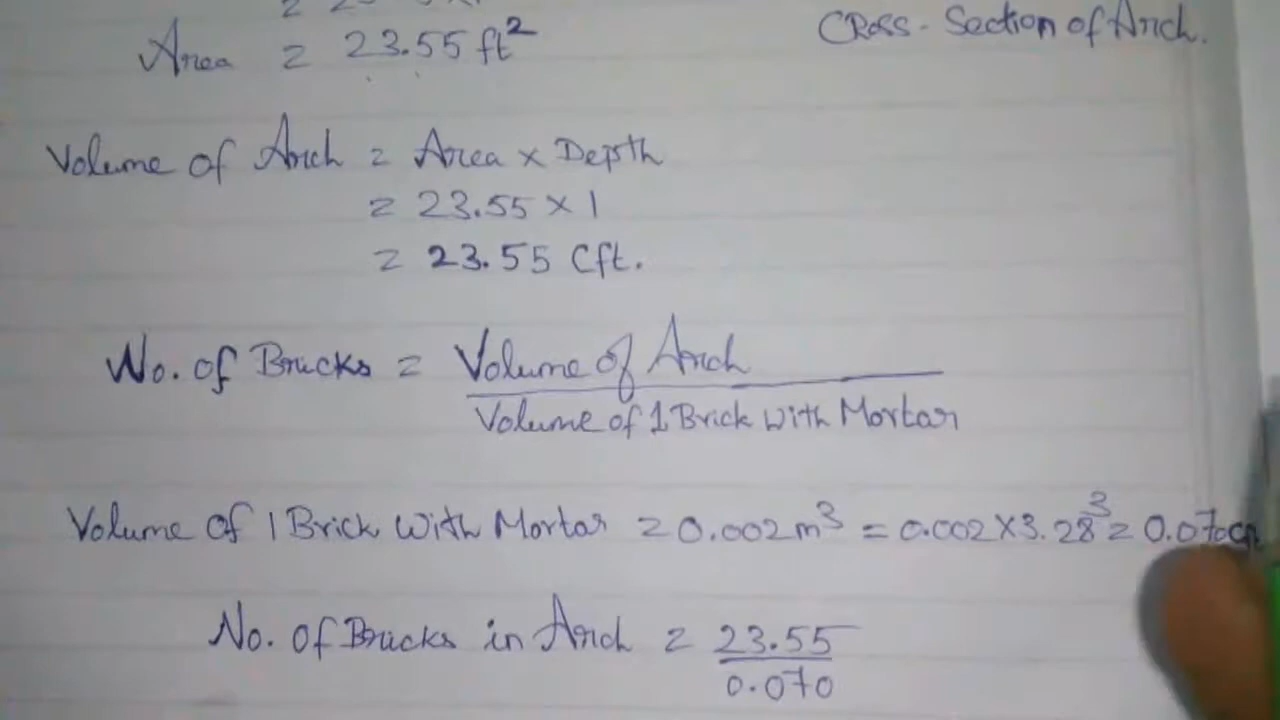 Cross-Section of Arch.
Area = 23.55 ft²
Volume of Arch = Area x Depth
= 23.55 x 1
= 23.55 Cft.
No. of Bricks = Volume of Arch
Volume of 1 Brick With Mortar
Volume of 1 Brick With Mortar = 0.002 m³ = 0.002 x 3.28³ = 0.070
No. Of Bricks in Arch = 23.55
0.070